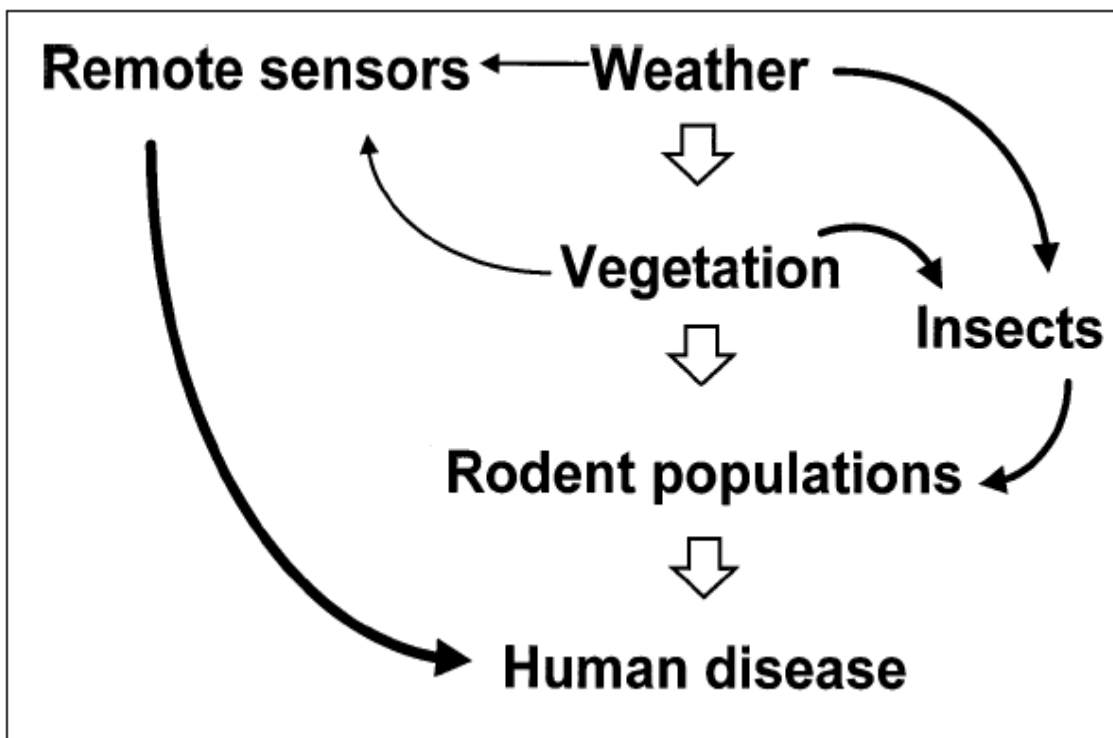 Remote sensors
Weather
Vegetation
Insects
Rodent populations
Human disease